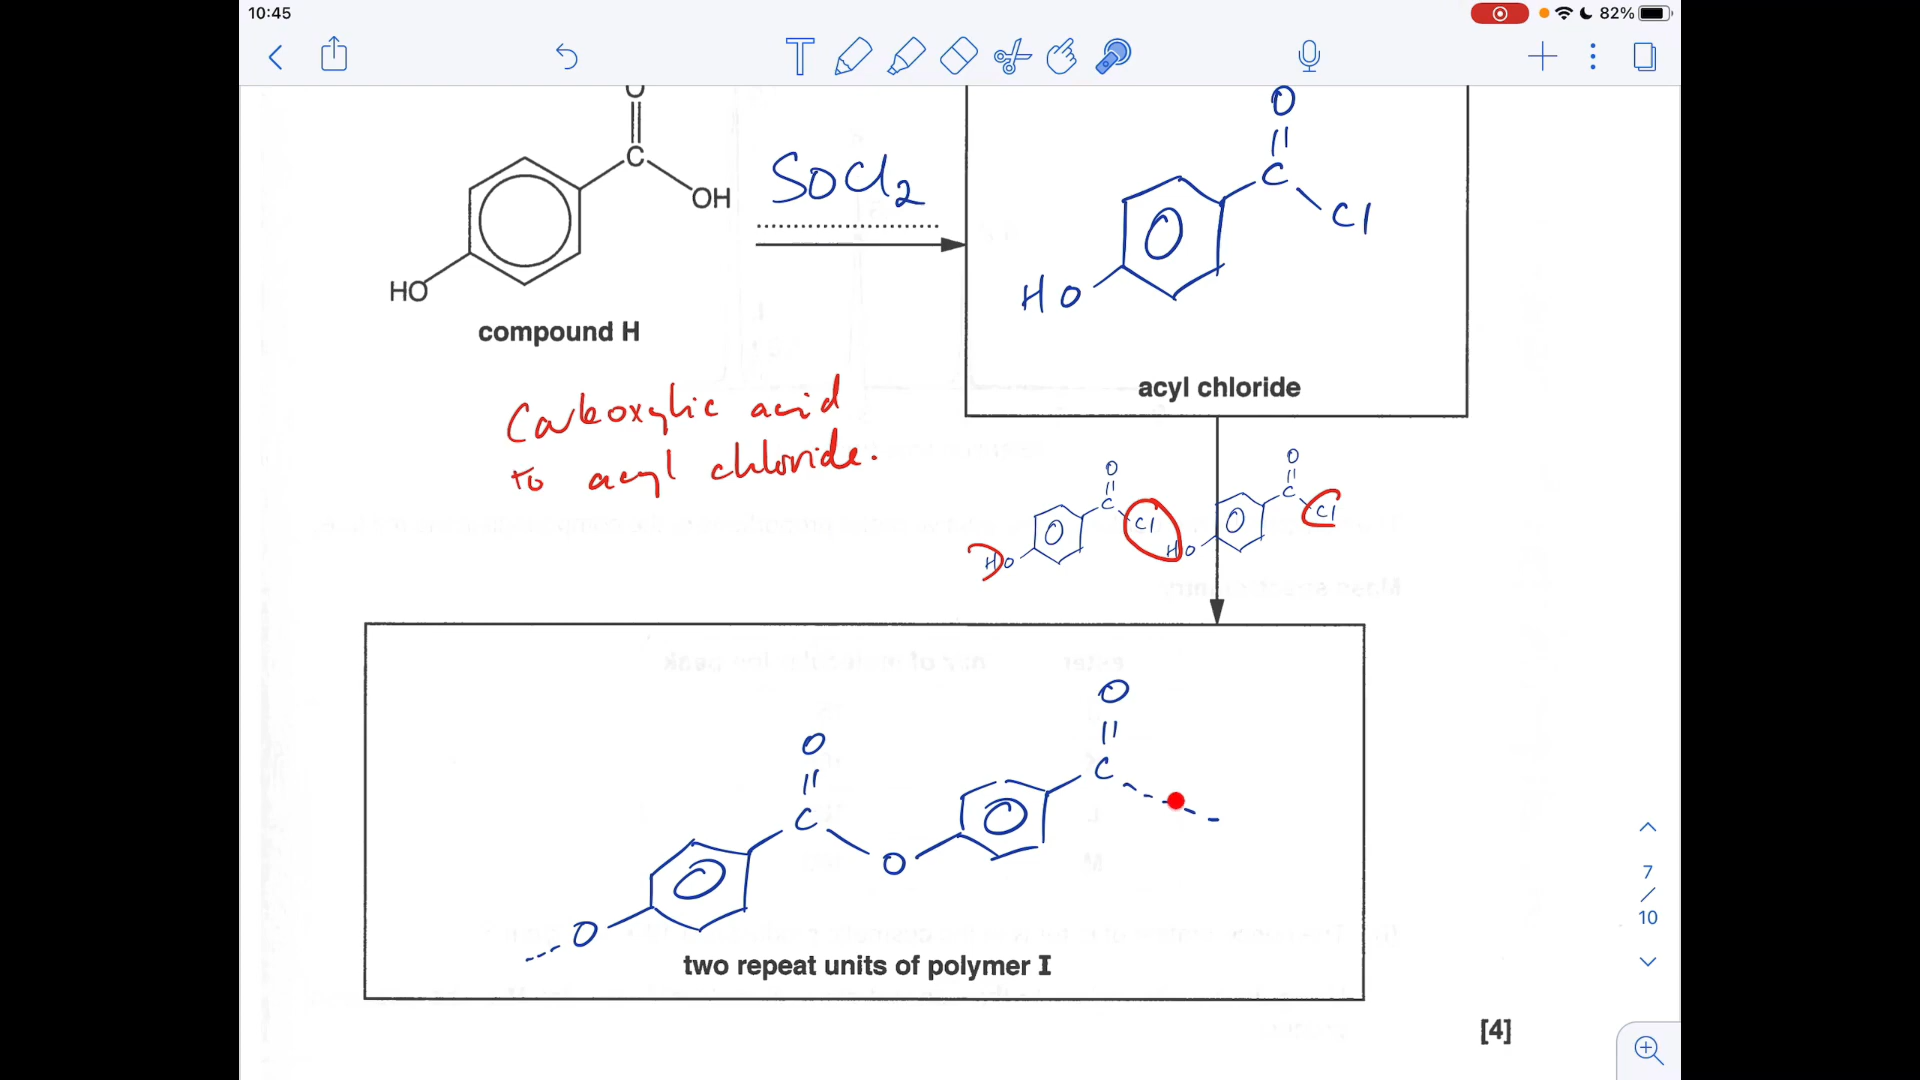 10:45
82%
T
O
C
OH
HO
compound H
SOCl2
O
C
Cl
HO
acyl chloride
Carboxylic acid
to acyl chloride.
O
C
Cl
HO
O
C
Cl
HO
O
C
O
C
O
O
two repeat units of polymer I
[4]
7
/
10